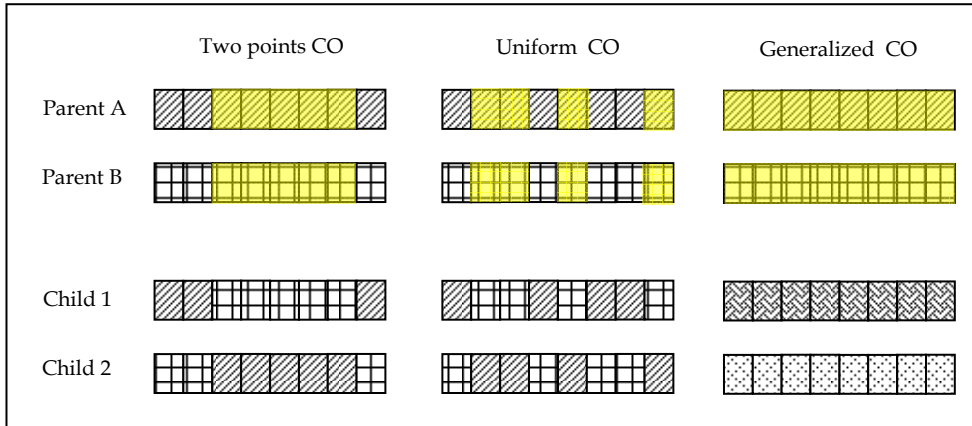 Two points CO
Uniform CO
Generalized CO
Parent A
Parent B
Child 1
Child 2